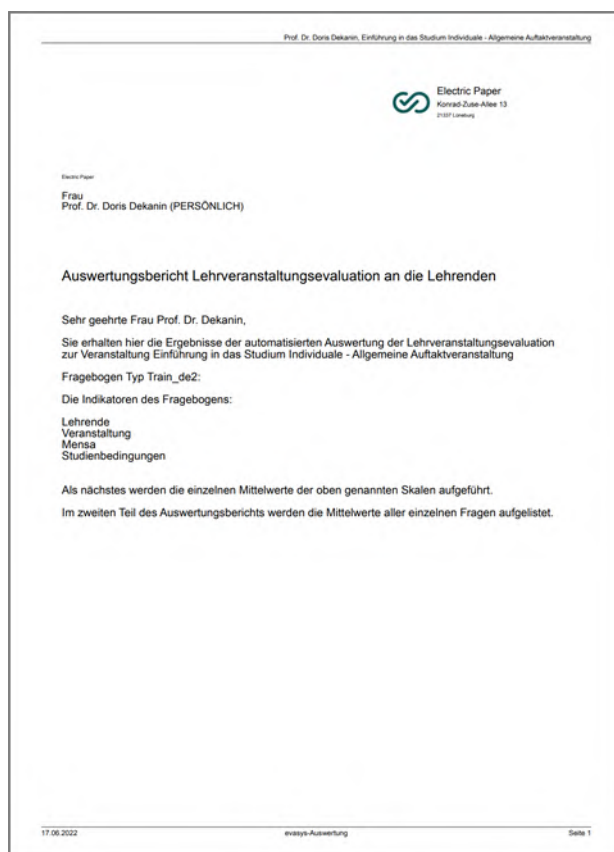 Prof. Dr. Doris Dekanin, Einführung in das Studium Individuale - Allgemeine Auftaktveranstaltung
Electric Paper
Konrad-Zuse-Allee 13
21337 Lüneburg
Electric Paper
Frau
Prof. Dr. Doris Dekanin (PERSÖNLICH)
Auswertungsbericht Lehrveranstaltungsevaluation an die Lehrenden
Sehr geehrte Frau Prof. Dr. Dekanin,
Sie erhalten hier die Ergebnisse der automatisierten Auswertung der Lehrveranstaltungsevaluation
zur Veranstaltung Einführung in das Studium Individuale - Allgemeine Auftaktveranstaltung
Fragebogen Typ Train_de2:
Die Indikatoren des Fragebogens:
Lehrende
Veranstaltung
Mensa
Studienbedingungen
Als nächstes werden die einzelnen Mittelwerte der oben genannten Skalen aufgeführt.
Im zweiten Teil des Auswertungsberichts werden die Mittelwerte aller einzelnen Fragen aufgelistet.
17.06.2022
evasys-Auswertung
Seite 1